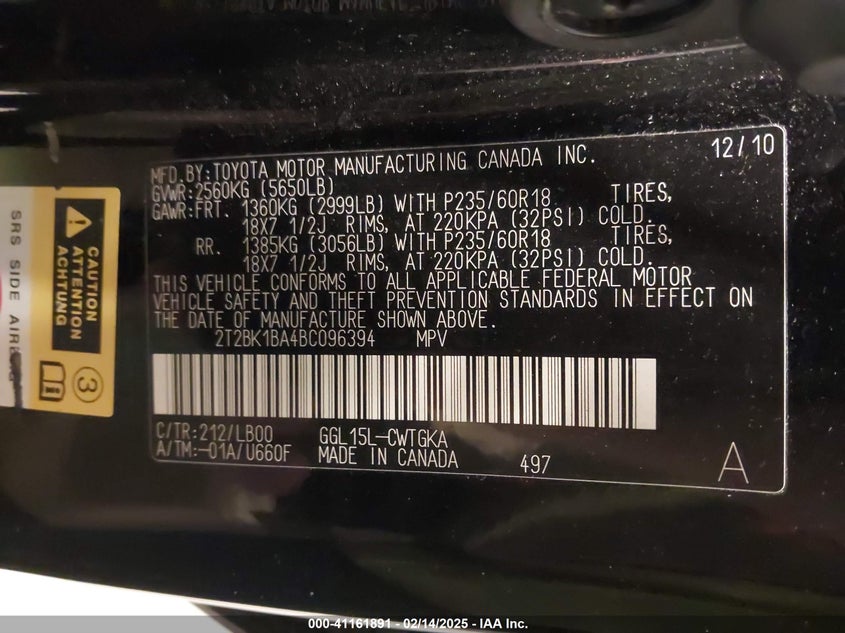 MFD.BY:TOYOTA MOTOR MANUFACTURING CANADA INC. 12/10
GVWR:2560KG (5650LB)
GAWR:FRT. 1360KG (2999LB) WITH P235/60R18 TIRES,
18X7 1/2J RIMS, AT 220KPA (32PSI) COLD.
RR. 1385KG (3056LB) WITH P235/60R18 TIRES,
18X7 1/2J RIMS, AT 220KPA (32PSI) COLD.
THIS VEHICLE CONFORMS TO ALL APPLICABLE FEDERAL MOTOR
VEHICLE SAFETY AND THEFT PREVENTION STANDARDS IN EFFECT ON
THE DATE OF MANUFACTURE SHOWN ABOVE.
2T2BK1BA4BC096394 MPV
C/TR:212/LB00 GGL15L-CWTGKA
A/TM:-01A/U660F MADE IN CANADA 497 A
CAUTION
ATTENTION
ACHTUNG
3
SRS SIDE AIRBAG
000-41161891 - 02/14/2025 - IAA Inc.